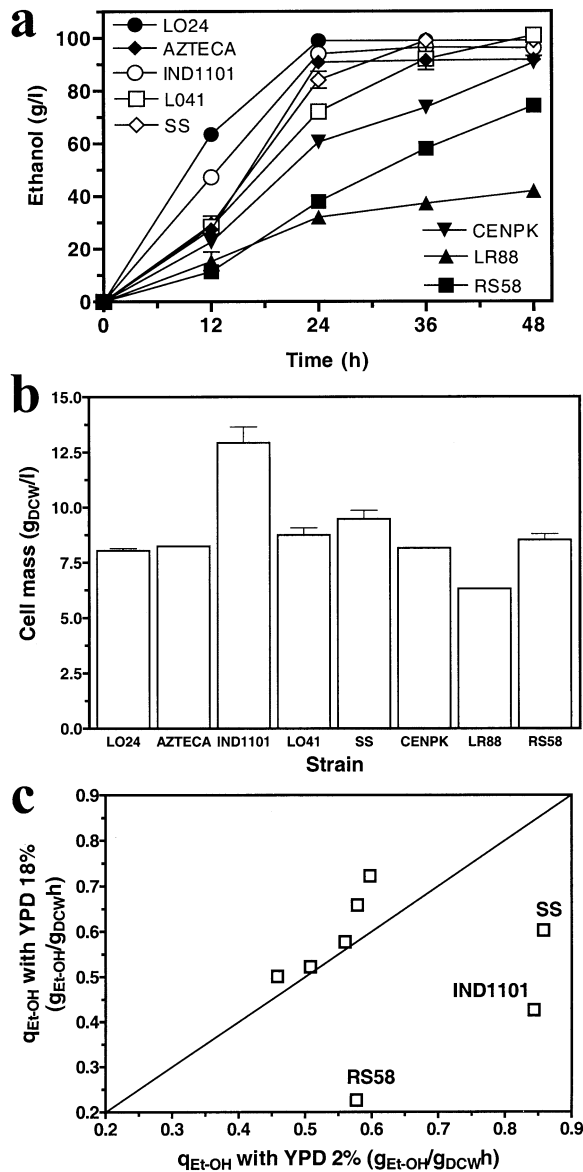 a
100
80
60
40
20
0
Ethanol (g/l)
LO24
AZTECA
IND1101
L041
SS
CENPK
LR88
RS58
0 12 24 36 48
Time (h)
b
15.0
12.5
10.0
7.5
5.0
2.5
0.0
Cell mass (gDCW/l)
LO24 AZTECA IND1101 LO41 SS CENPK LR88 RS58
Strain
c
0.9
0.8
0.7
0.6
0.5
0.4
0.3
0.2
qEt-OH with YPD 18%
(gEt-OH/gDCWh)
SS
IND1101
RS58
0.2 0.3 0.4 0.5 0.6 0.7 0.8 0.9
qEt-OH with YPD 2% (gEt-OH/gDCWh)